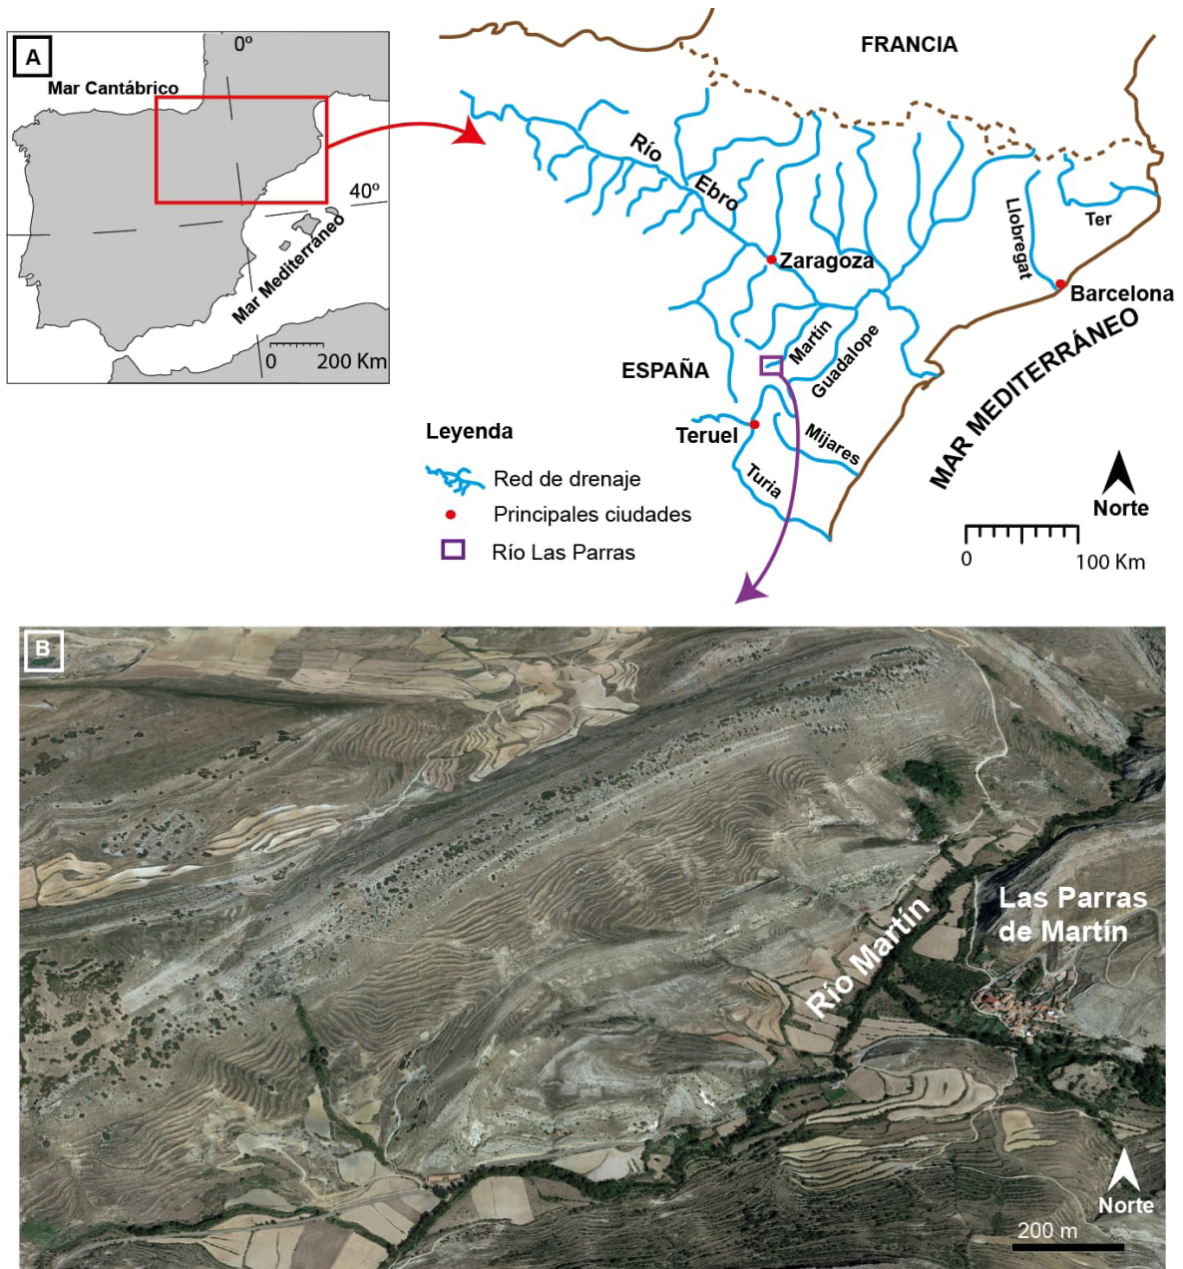 A
0º
Mar Cantábrico
40º
Mar Mediterráneo
0
200 Km
FRANCIA
Río
Ebro
Zaragoza
Llobregat
Ter
Barcelona
Martín
Guadalope
ESPAÑA
MAR MEDITERRÁNEO
Teruel
Mijares
Turia
Leyenda
Red de drenaje
Principales ciudades
Río Las Parras
Norte
0
100 Km
B
Las Parras
de Martín
Río Martín
Norte
200 m